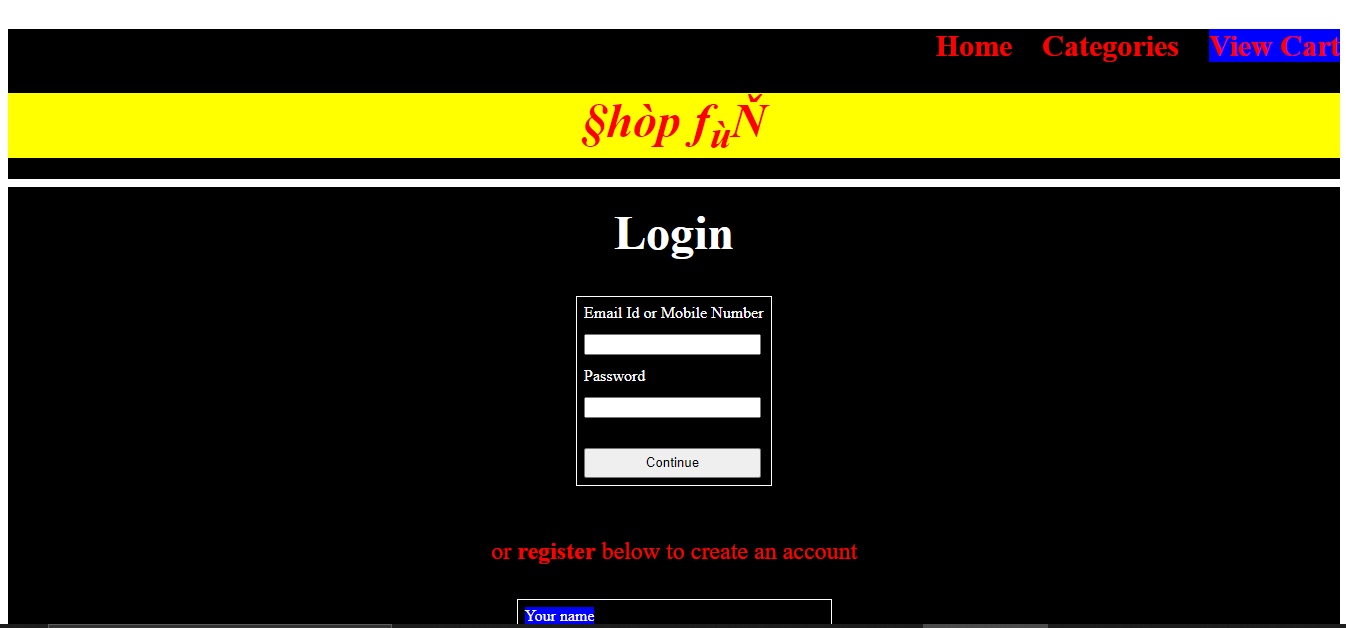 Home Categories View Cart
§hòp fùÑ̌
Login
Email Id or Mobile Number
Password
Continue
or register below to create an account
Your name